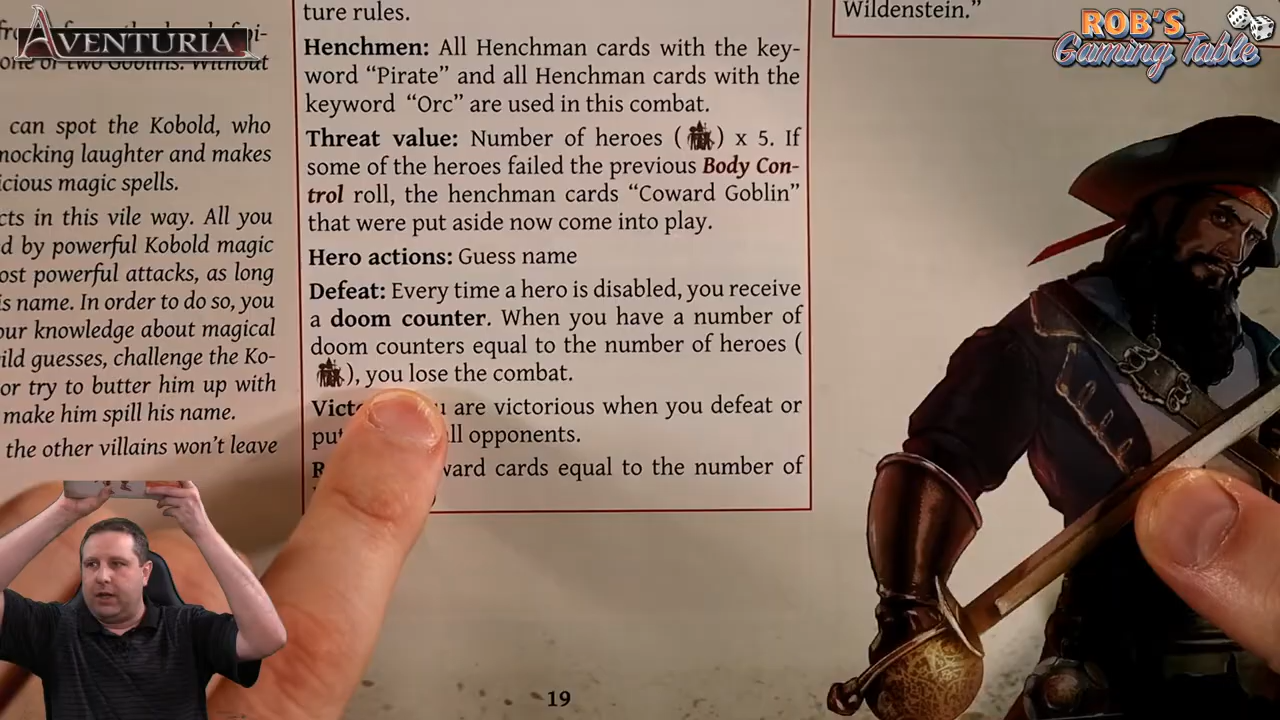 AVENTURIA
ROB'S
Gaming Table
one or two Goblins. Without
can spot the Kobold, who
mocking laughter and makes
icious magic spells.
cts in this vile way. All you
d by powerful Kobold magic
ost powerful attacks, as long
is name. In order to do so, you
our knowledge about magical
ild guesses, challenge the Ko-
or try to butter him up with
make him spill his name.
the other villains won't leave
ture rules.
Henchmen: All Henchman cards with the key-
word "Pirate" and all Henchman cards with the
keyword "Orc" are used in this combat.
Threat value: Number of heroes ( ) x 5. If
some of the heroes failed the previous Body Con-
trol roll, the henchman cards "Coward Goblin"
that were put aside now come into play.
Hero actions: Guess name
Defeat: Every time a hero is disabled, you receive
a doom counter. When you have a number of
doom counters equal to the number of heroes (
), you lose the combat.
are victorious when you defeat or
ll opponents.
ward cards equal to the number of
Wildenstein."
19